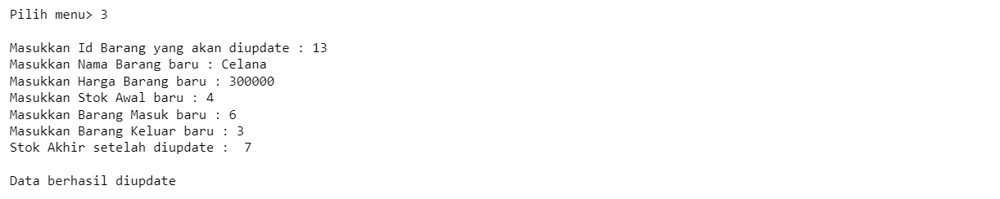 Pilih menu> 3
Masukkan Id Barang yang akan diupdate : 13
Masukkan Nama Barang baru : Celana
Masukkan Harga Barang baru : 300000
Masukkan Stok Awal baru : 4
Masukkan Barang Masuk baru : 6
Masukkan Barang Keluar baru : 3
Stok Akhir setelah diupdate :  7
Data berhasil diupdate